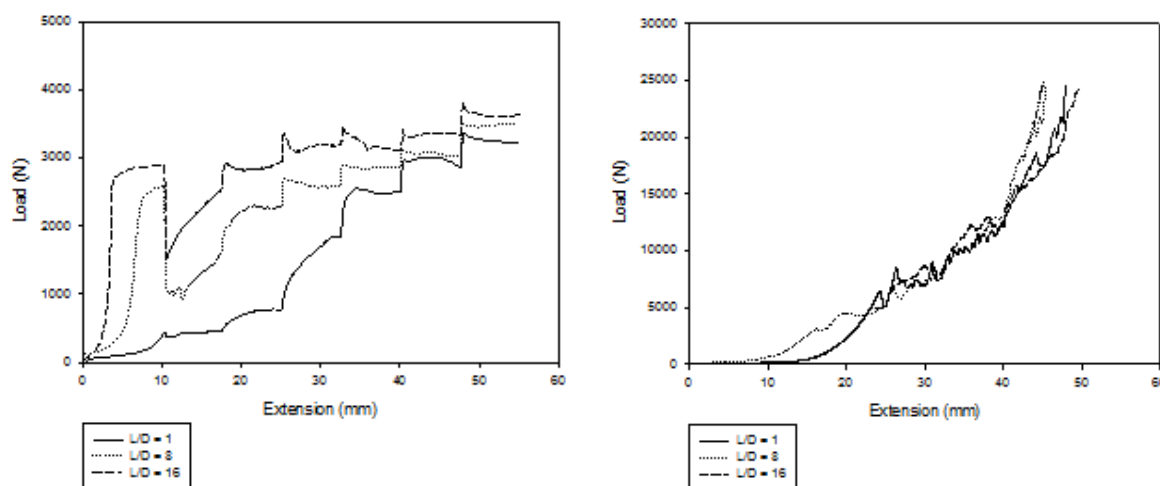 5000
4000
3000
2000
1000
0
Load (N)
0 10 20 30 40 50 60
Extension (mm)
L/D = 1
L/D = 8
L/D = 16
30000
25000
20000
15000
10000
5000
0
Load (N)
0 10 20 30 40 50 60
Extension (mm)
L/D = 1
L/D = 8
L/D = 16